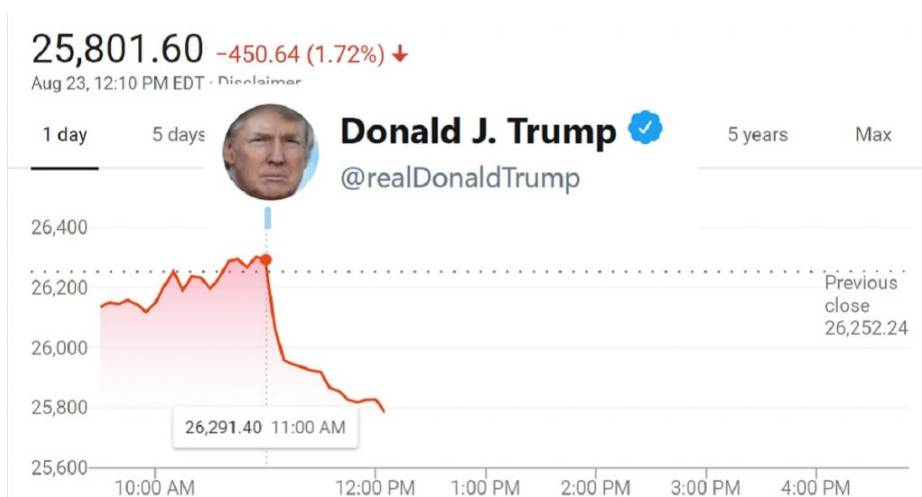 25,801.60 −450.64 (1.72%) ↓
Aug 23, 12:10 PM EDT · Disclaimer
1 day 5 days 5 years Max
Donald J. Trump
@realDonaldTrump
26,400
26,200
26,000
25,800
25,600
Previous
close
26,252.24
26,291.40 11:00 AM
10:00 AM 12:00 PM 1:00 PM 2:00 PM 3:00 PM 4:00 PM